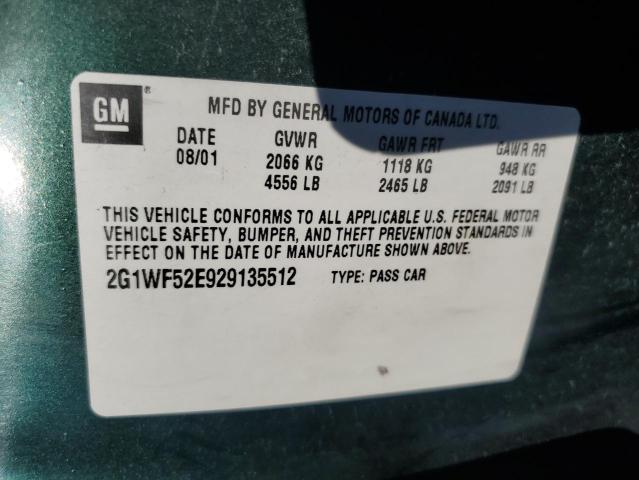 GM ®
MFD BY GENERAL MOTORS OF CANADA LTD.
DATE GVWR GAWR FRT GAWR RR
08/01 2066 KG 1118 KG 948 KG
4556 LB 2465 LB 2091 LB
THIS VEHICLE CONFORMS TO ALL APPLICABLE U.S. FEDERAL MOTOR
VEHICLE SAFETY, BUMPER, AND THEFT PREVENTION STANDARDS IN
EFFECT ON THE DATE OF MANUFACTURE SHOWN ABOVE.
2G1WF52E929135512 TYPE: PASS CAR